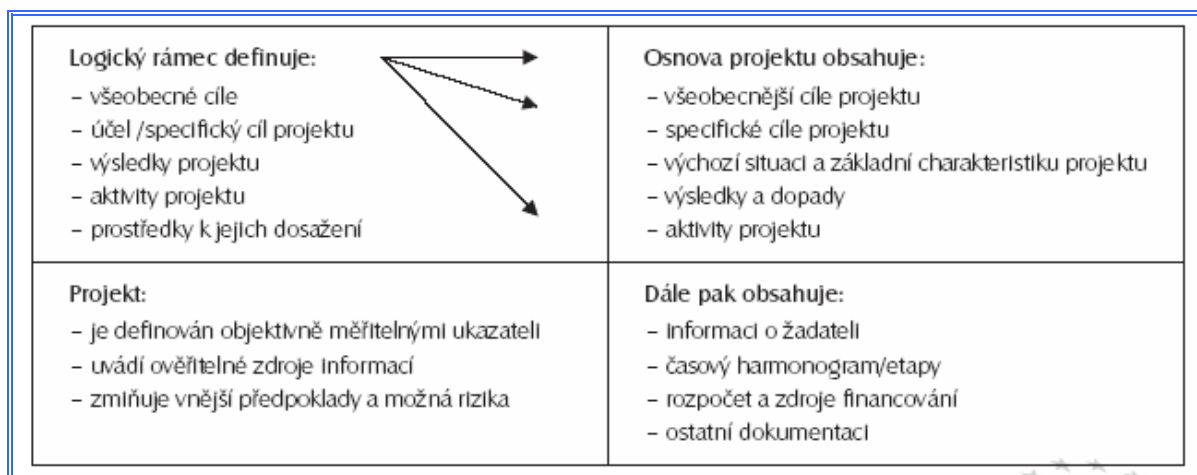 Logický rámec definuje:
– všeobecné cíle
– účel /specifický cíl projektu
– výsledky projektu
– aktivity projektu
– prostředky k jejich dosažení
Osnova projektu obsahuje:
– všeobecnější cíle projektu
– specifické cíle projektu
– výchozí situaci a základní charakteristiku projektu
– výsledky a dopady
– aktivity projektu
Projekt:
– je definován objektivně měřitelnými ukazateli
– uvádí ověřitelné zdroje informací
– zmiňuje vnější předpoklady a možná rizika
Dále pak obsahuje:
– informaci o žadateli
– časový harmonogram/etapy
– rozpočet a zdroje financování
– ostatní dokumentaci